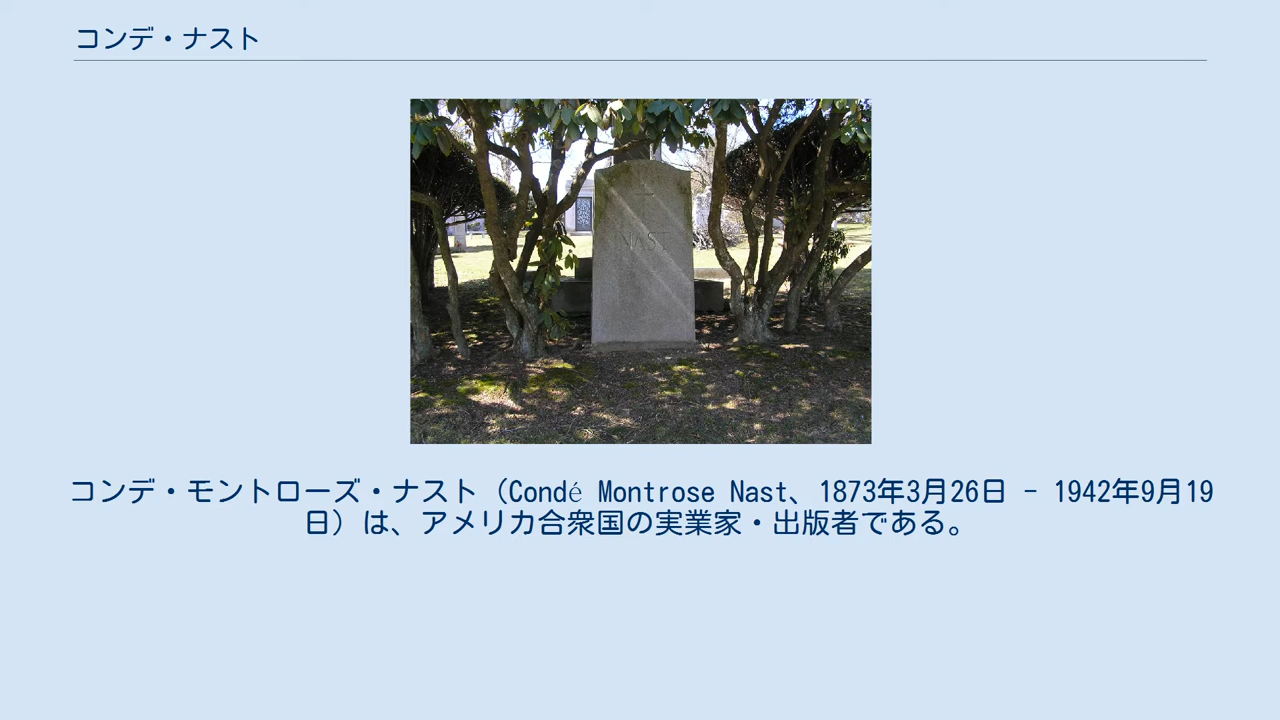 コンデ・ナスト
NAST
コンデ・モントローズ・ナスト（Condé Montrose Nast、1873年3月26日 - 1942年9月19
日）は、アメリカ合衆国の実業家・出版者である。